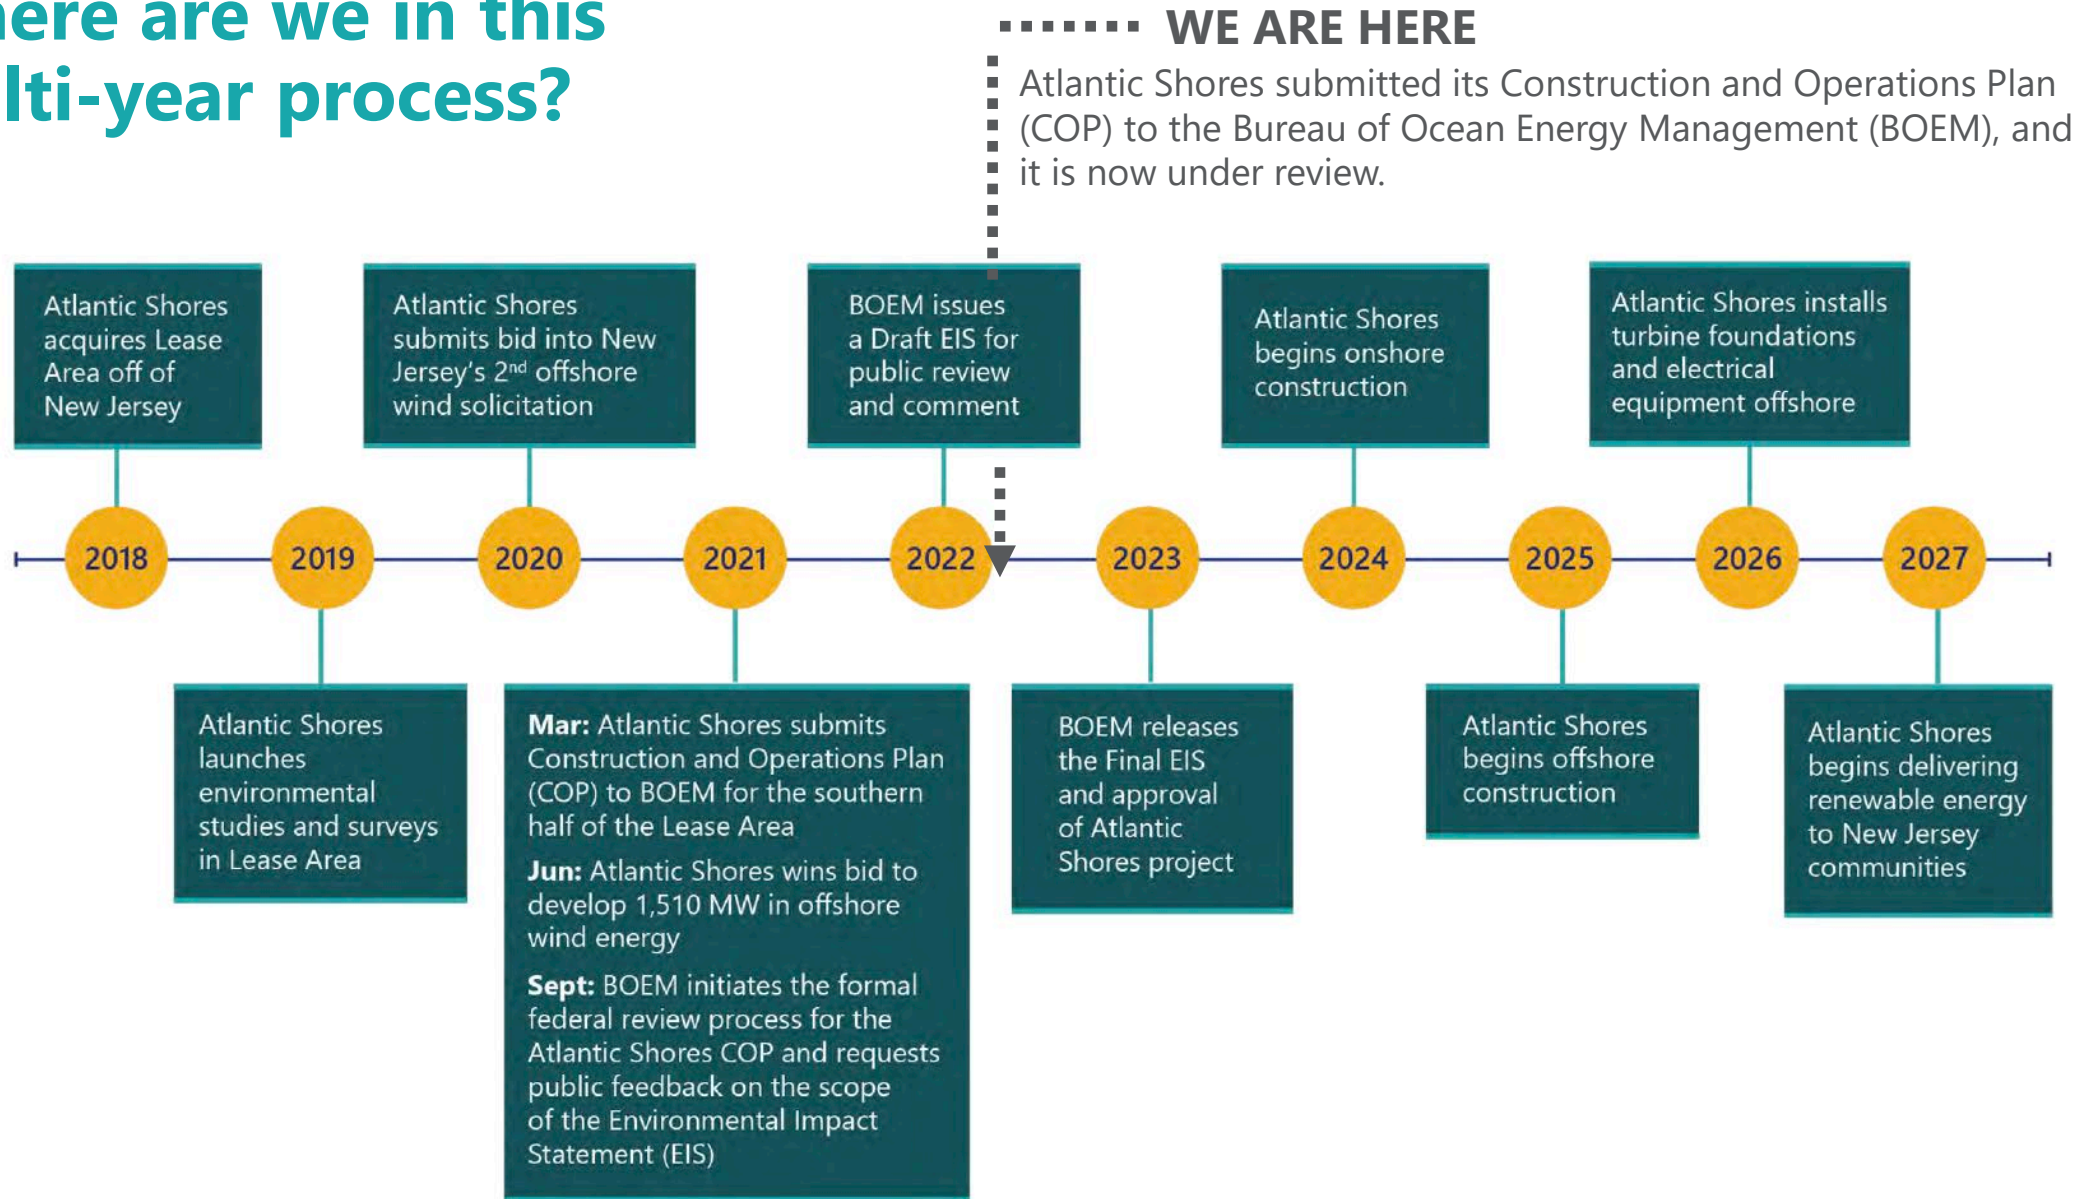 here are we in this
lti-year process?
WE ARE HERE
Atlantic Shores submitted its Construction and Operations Plan
(COP) to the Bureau of Ocean Energy Management (BOEM), and
it is now under review.
Atlantic Shores
acquires Lease
Area off of
New Jersey
Atlantic Shores
submits bid into New
Jersey's 2nd offshore
wind solicitation
BOEM issues
a Draft EIS for
public review
and comment
Atlantic Shores
begins onshore
construction
Atlantic Shores installs
turbine foundations
and electrical
equipment offshore
2018
2019
2020
2021
2022
2023
2024
2025
2026
2027
Atlantic Shores
launches
environmental
studies and surveys
in Lease Area
Mar: Atlantic Shores submits
Construction and Operations Plan
(COP) to BOEM for the southern
half of the Lease Area
Jun: Atlantic Shores wins bid to
develop 1,510 MW in offshore
wind energy
Sept: BOEM initiates the formal
federal review process for the
Atlantic Shores COP and requests
public feedback on the scope
of the Environmental Impact
Statement (EIS)
BOEM releases
the Final EIS
and approval
of Atlantic
Shores project
Atlantic Shores
begins offshore
construction
Atlantic Shores
begins delivering
renewable energy
to New Jersey
communities